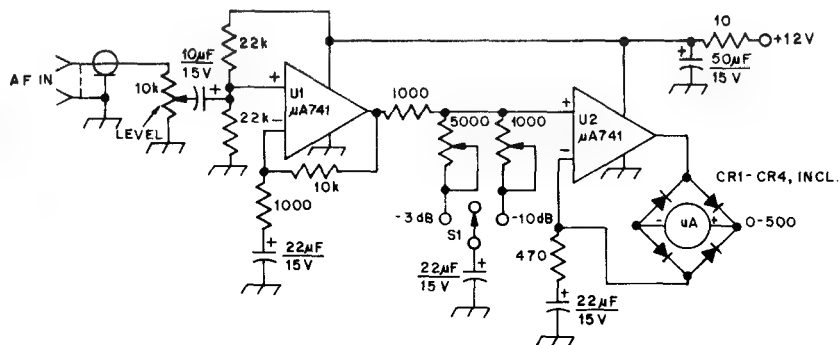 AF IN
10k
LEVEL
10µF
15V
+
22k
22k
+
−
U1
µA741
10k
1000
+
22µF
15V
1000
5000
1000
-3dB
-10dB
S1
+
22µF
15V
+
−
U2
µA741
470
+
22µF
15V
10
+12V
+
50µF
15V
CR1-CR4, INCL.
−
uA
+
0-500